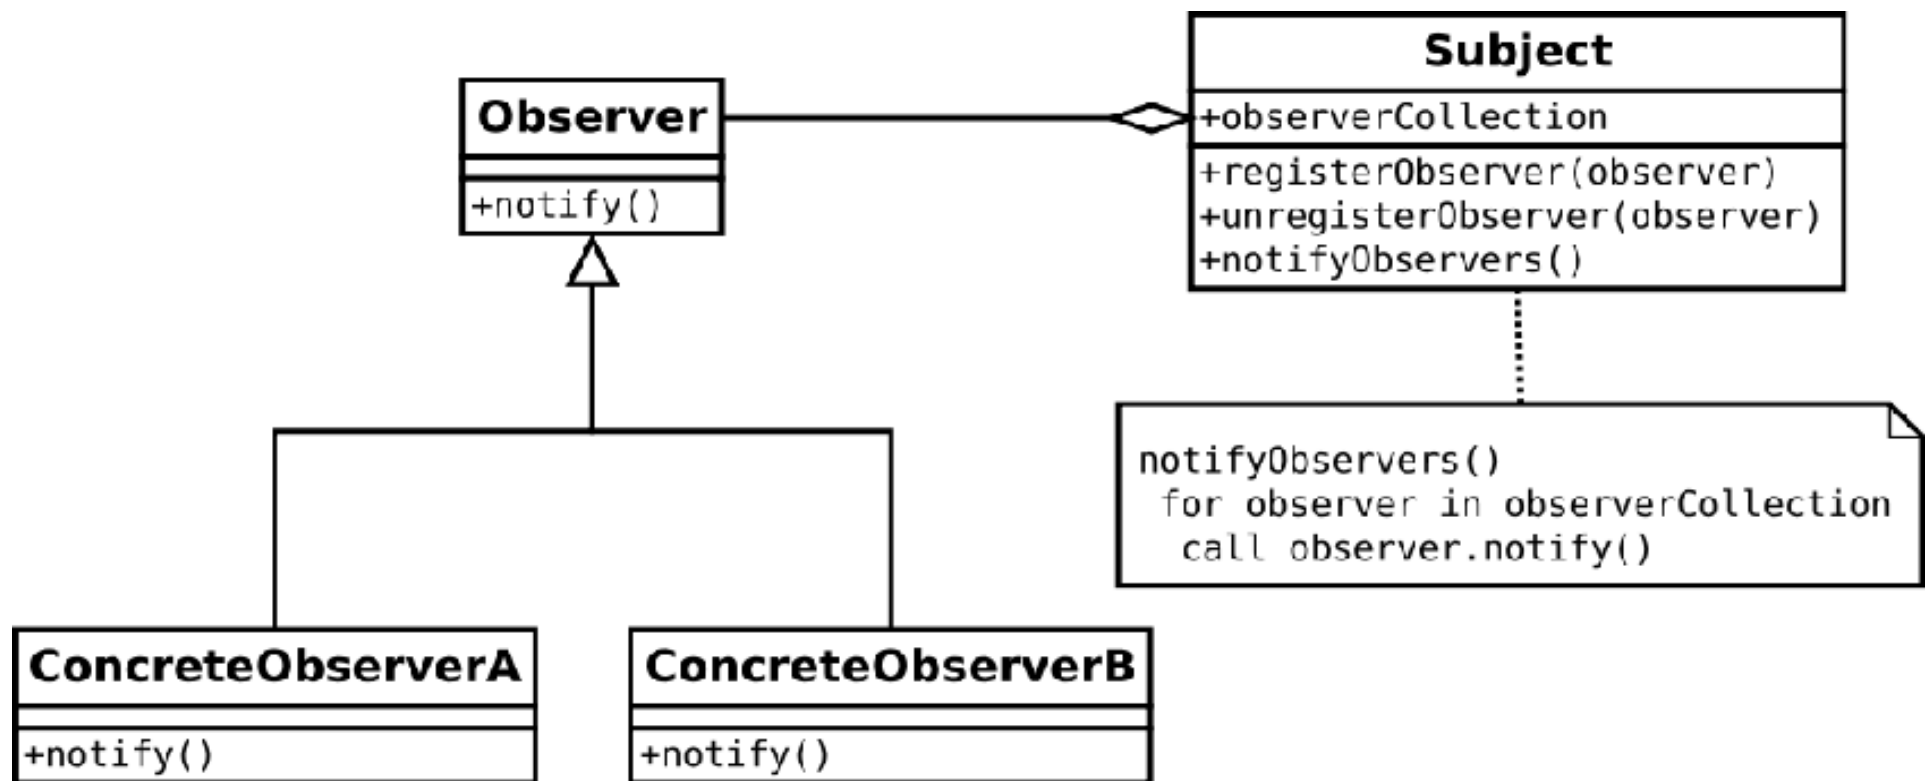 Observer
+notify()
Subject
+observerCollection
+registerObserver(observer)
+unregisterObserver(observer)
+notifyObservers()
notifyObservers()
for observer in observerCollection
call observer.notify()
ConcreteObserverA
+notify()
ConcreteObserverB
+notify()